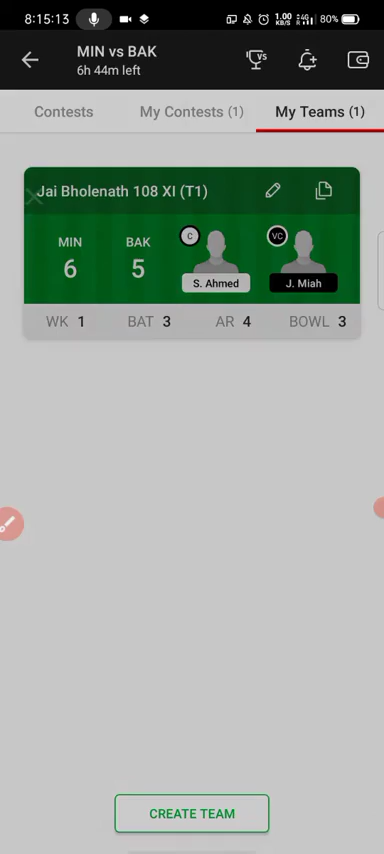 8:15:13 1.00 KB/S 80%
MIN vs BAK
6h 44m left
VS
Contests My Contests (1) My Teams (1)
Jai Bholenath 108 XI (T1)
MIN BAK C VC
6 5
S. Ahmed J. Miah
WK 1 BAT 3 AR 4 BOWL 3
CREATE TEAM